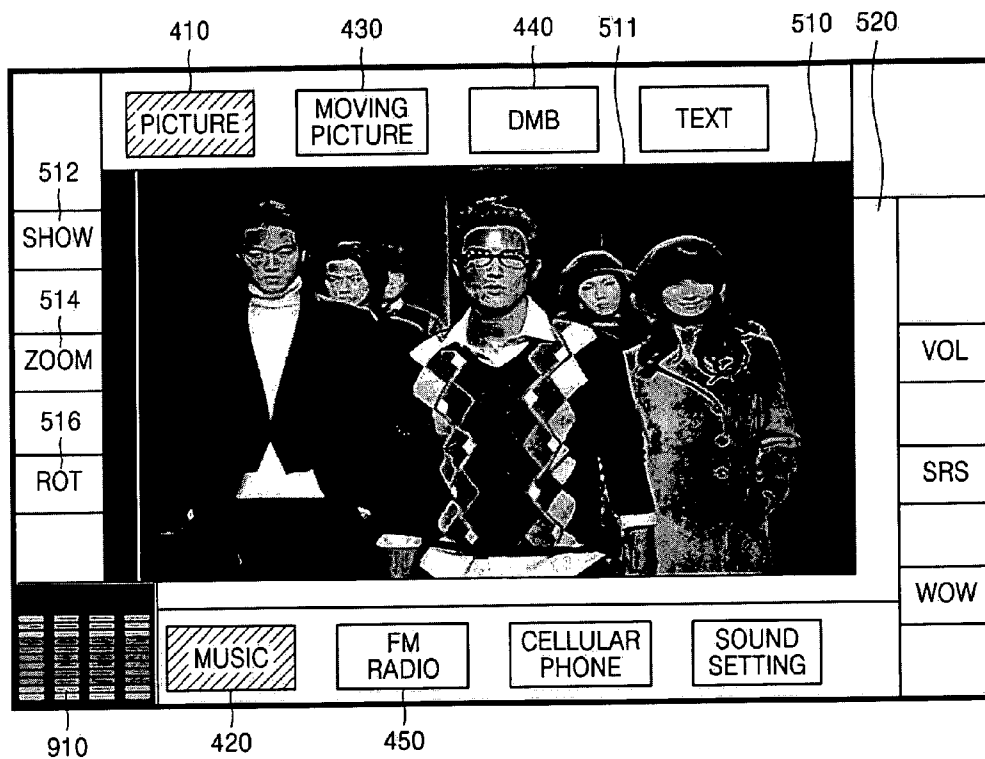 410
430
440
511
510
520
PICTURE
MOVING
PICTURE
DMB
TEXT
512
SHOW
514
ZOOM
516
ROT
VOL
SRS
WOW
MUSIC
FM
RADIO
CELLULAR
PHONE
SOUND
SETTING
910
420
450